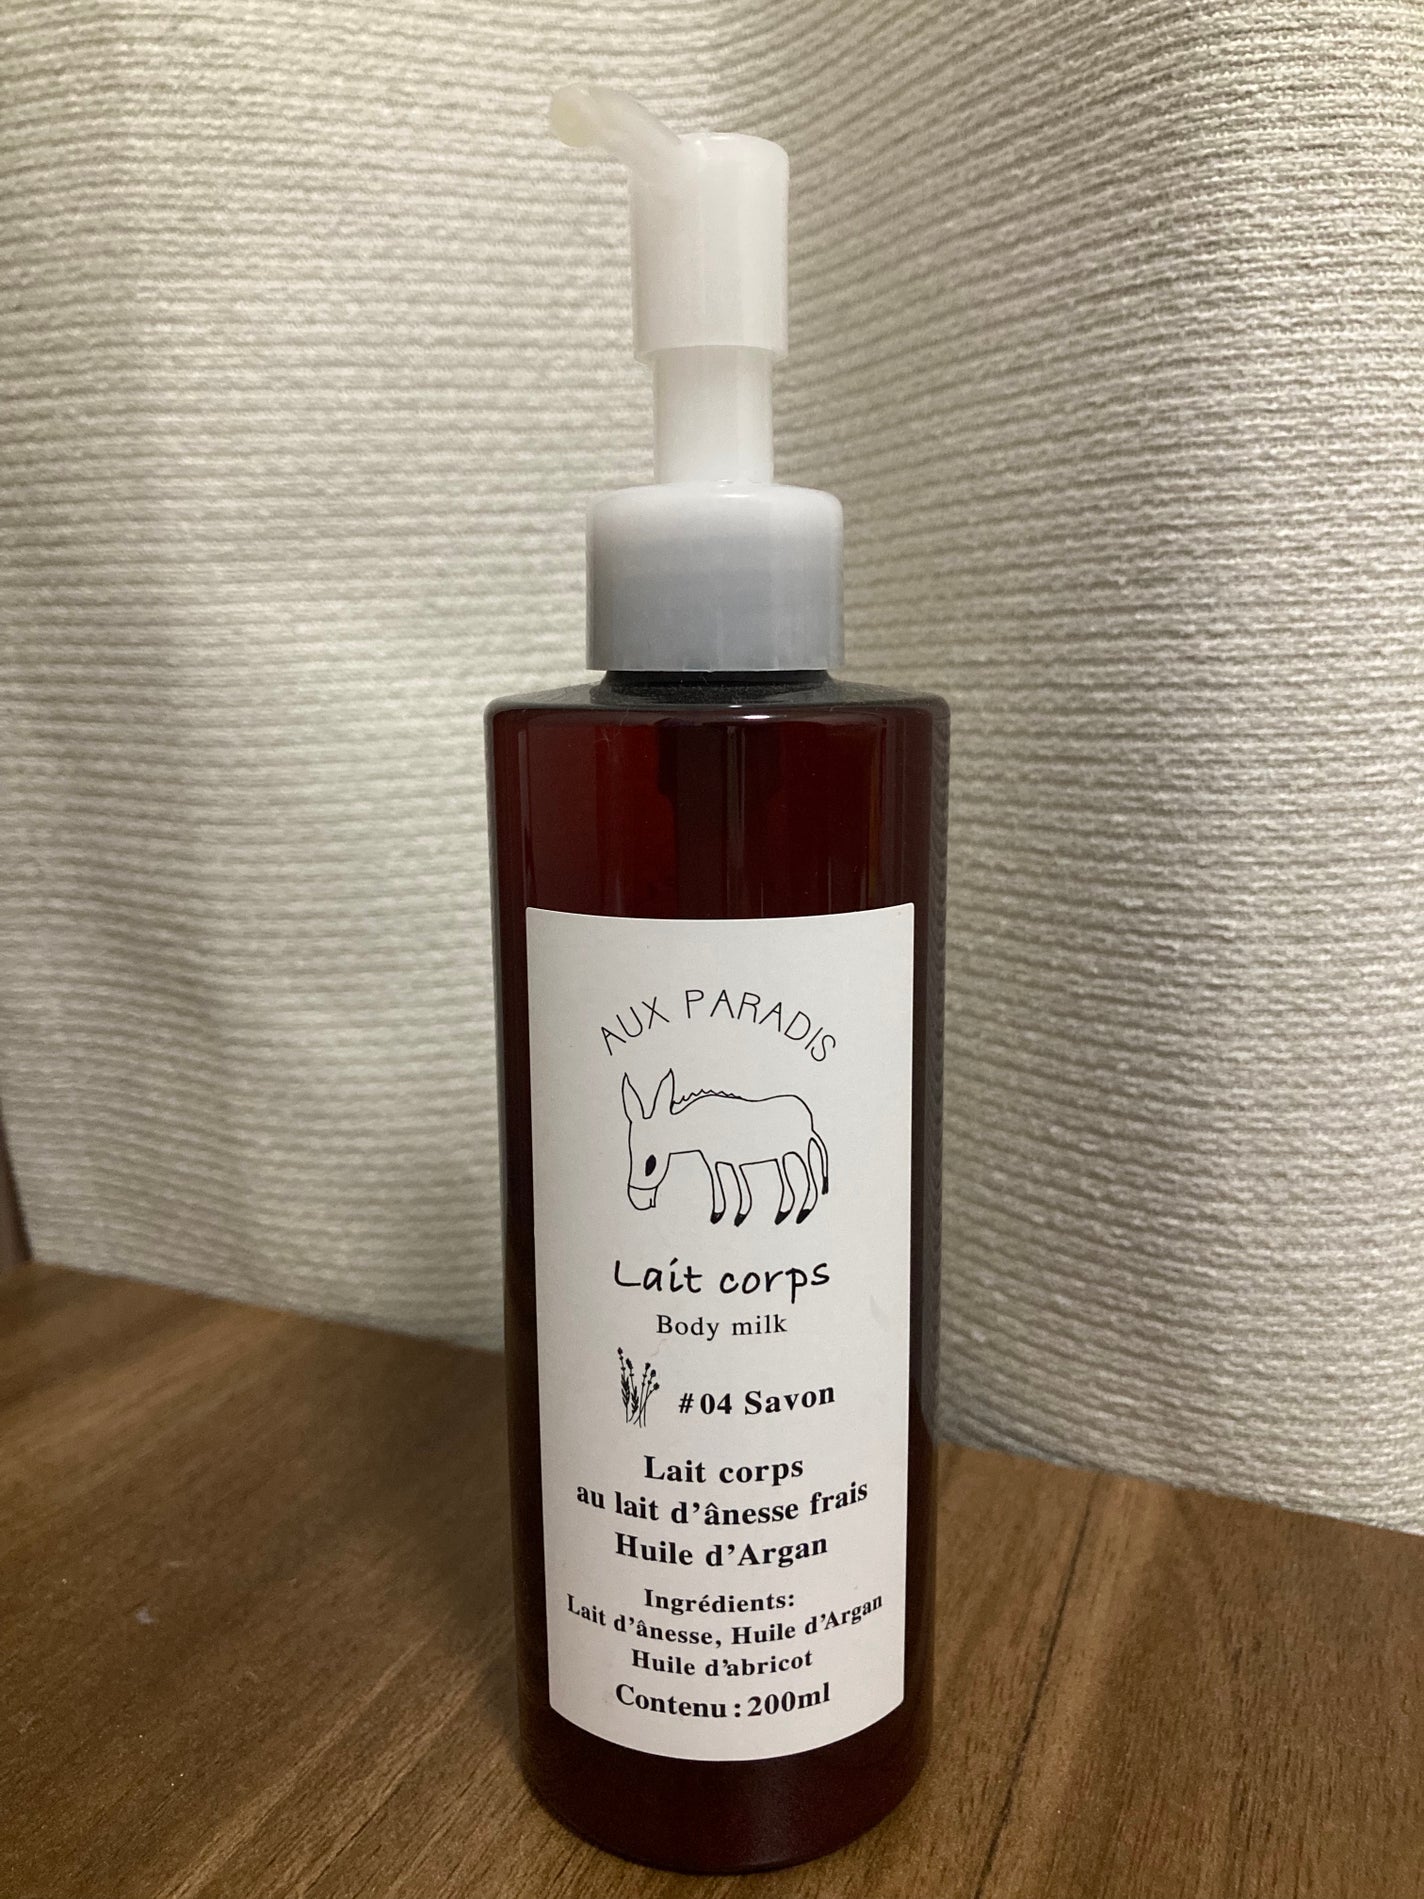 AUX PARADIS
Lait corps
Body milk
#04 Savon
Lait corps
au lait d'ânesse frais
Huile d'Argan
Ingrédients:
Lait d'ânesse, Huile d'Argan
Huile d'abricot
Contenu : 200ml